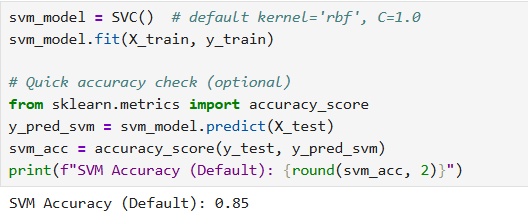 svm_model = SVC()  # default kernel='rbf', C=1.0
svm_model.fit(X_train, y_train)

# Quick accuracy check (optional)
from sklearn.metrics import accuracy_score
y_pred_svm = svm_model.predict(X_test)
svm_acc = accuracy_score(y_test, y_pred_svm)
print(f"SVM Accuracy (Default): {round(svm_acc, 2)}")
SVM Accuracy (Default): 0.85